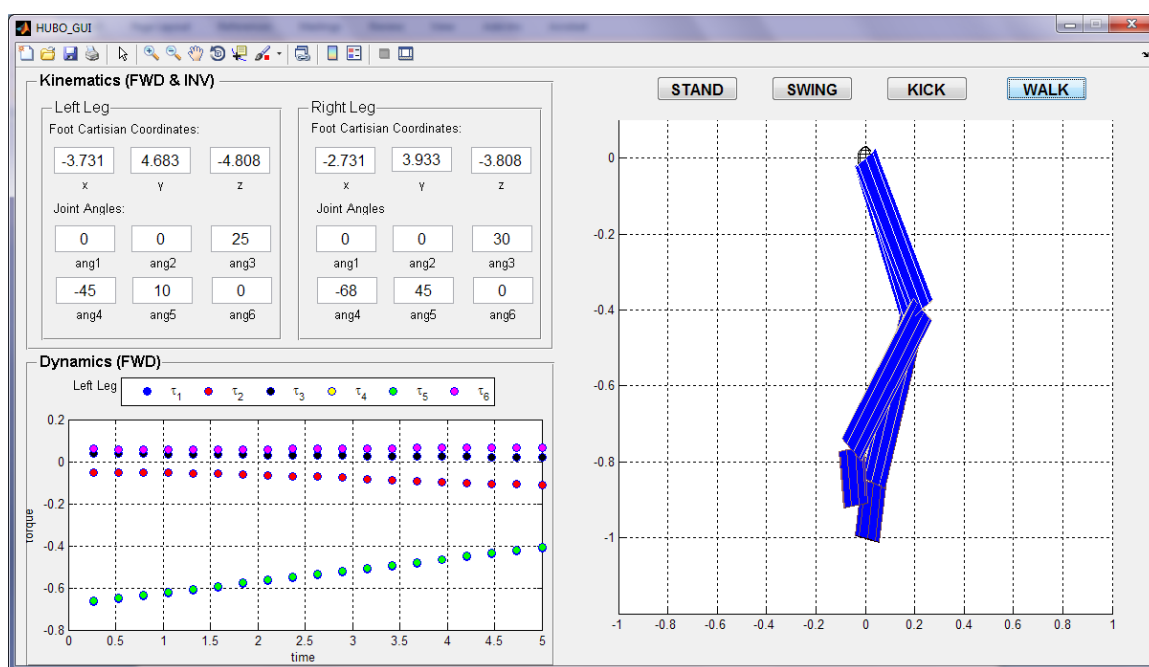 HUBO_GUI
Kinematics (FWD & INV)
Left Leg
Foot Cartisian Coordinates:
-3.731 4.683 -4.808
x y z
Joint Angles:
0 0 25
ang1 ang2 ang3
-45 10 0
ang4 ang5 ang6
Right Leg
Foot Cartisian Coordinates:
-2.731 3.933 -3.808
x y z
Joint Angles
0 0 30
ang1 ang2 ang3
-68 45 0
ang4 ang5 ang6
Dynamics (FWD)
Left Leg τ1 τ2 τ3 τ4 τ5 τ6
0.2
0
-0.2
-0.4
-0.6
-0.8
torque
0 0.5 1 1.5 2 2.5 3 3.5 4 4.5 5
time
STAND SWING KICK WALK
0
-0.2
-0.4
-0.6
-0.8
-1
-1 -0.8 -0.6 -0.4 -0.2 0 0.2 0.4 0.6 0.8 1